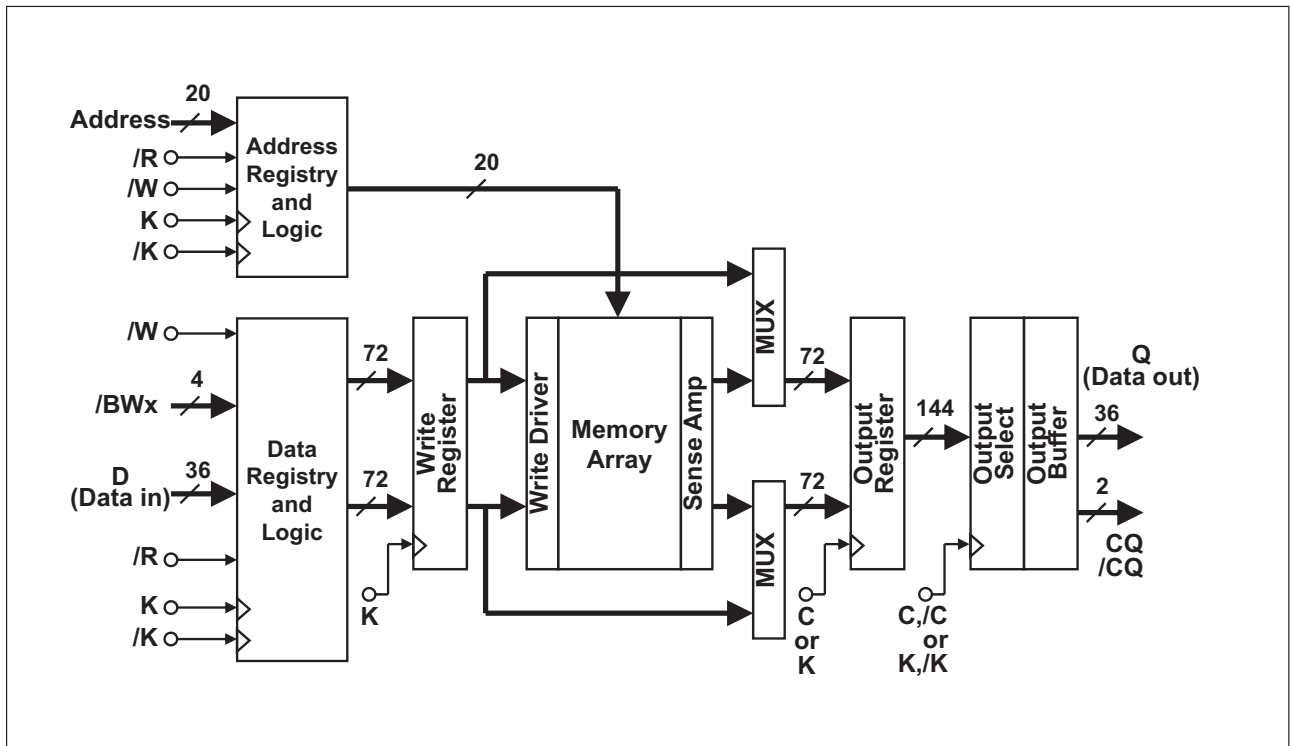 20
Address
/R
/W
K
/K
Address
Registry
and
Logic
20
/W
4
/BWx
36
D
(Data in)
/R
K
/K
Data
Registry
and
Logic
72
72
Write
Register
K
Write Driver
Memory
Array
Sense Amp
MUX
MUX
72
72
Output
Register
C
or
K
144
Output
Select
Output
Buffer
C,/C
or
K,/K
Q
(Data out)
36
2
CQ
/CQ